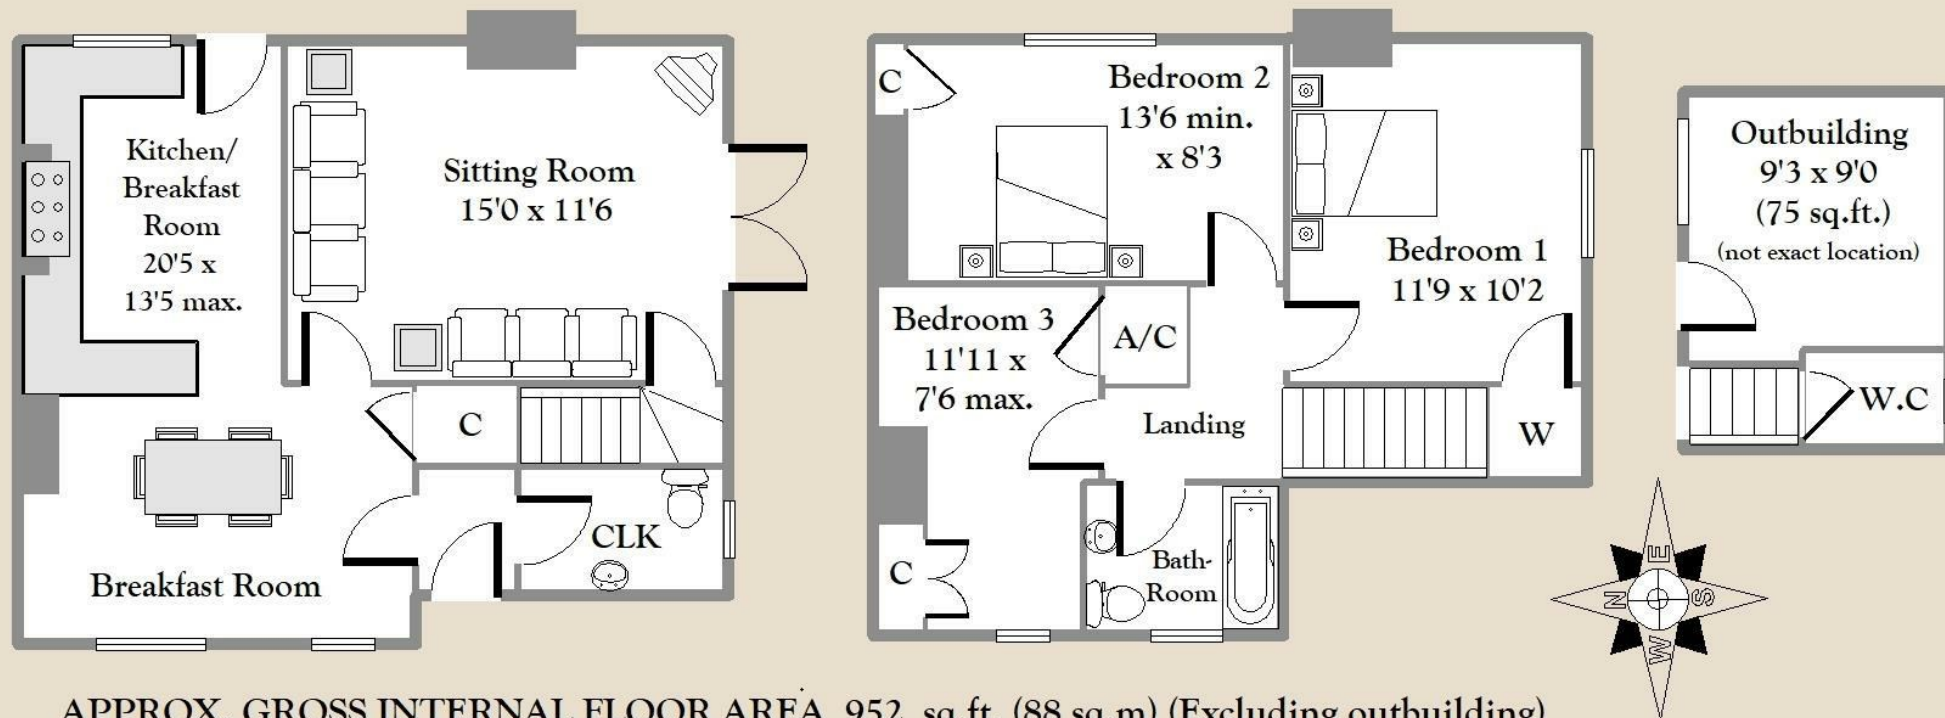 Kitchen/
Breakfast
Room
20'5 x
13'5 max.
Sitting Room
15'0 x 11'6
C
CLK
Breakfast Room
C
Bedroom 2
13'6 min.
x 8'3
Bedroom 1
11'9 x 10'2
Bedroom 3
11'11 x
7'6 max.
A/C
Landing
W
C
Bath-
Room
Outbuilding
9'3 x 9'0
(75 sq.ft.)
(not exact location)
W.C
E
N
S
W
APPROX. GROSS INTERNAL FLOOR AREA 952 sq.ft. (88 sq.m) (Excluding outbuilding)